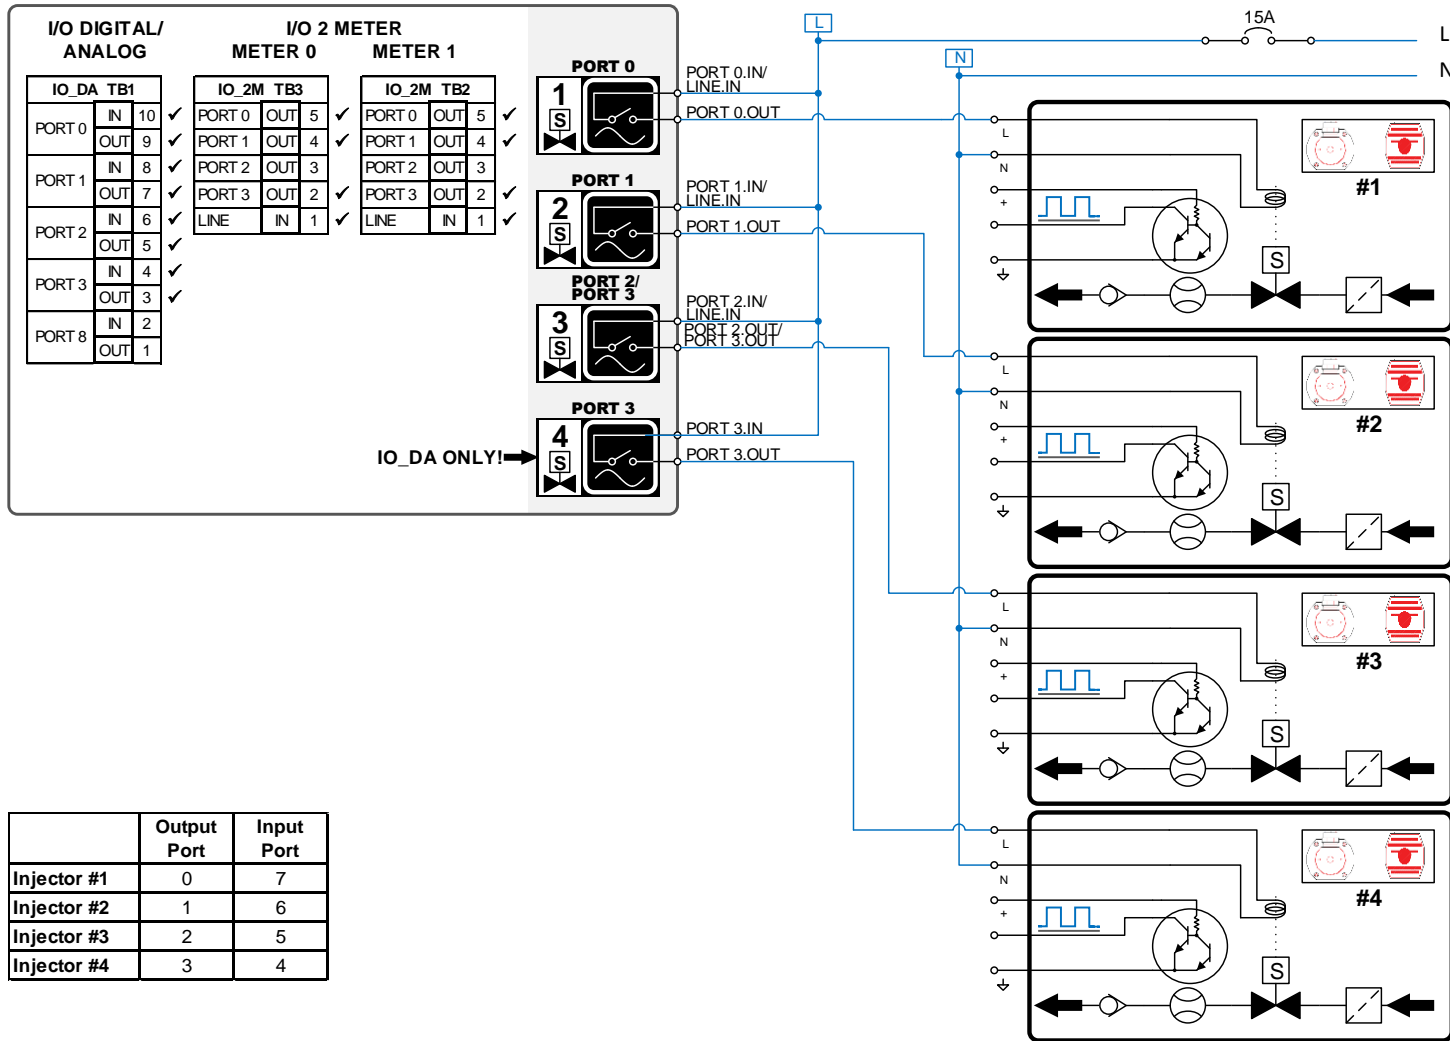 I/O DIGITAL/
ANALOG
I/O 2 METER
METER 0 METER 1
IO_DA TB1
PORT 0 IN 10 ✓
OUT 9 ✓
PORT 1 IN 8 ✓
OUT 7 ✓
PORT 2 IN 6 ✓
OUT 5 ✓
PORT 3 IN 4 ✓
OUT 3 ✓
PORT 8 IN 2
OUT 1
IO_2M TB3
PORT 0 OUT 5 ✓
PORT 1 OUT 4 ✓
PORT 2 OUT 3
PORT 3 OUT 2 ✓
LINE IN 1 ✓
IO_2M TB2
PORT 0 OUT 5 ✓
PORT 1 OUT 4 ✓
PORT 2 OUT 3
PORT 3 OUT 2 ✓
LINE IN 1 ✓
PORT 0
1
S
PORT 0.IN/
LINE.IN
PORT 0.OUT
PORT 1
2
S
PORT 1.IN/
LINE.IN
PORT 1.OUT
PORT 2/
PORT 3
3
S
PORT 2.IN/
LINE.IN
PORT 2.OUT/
PORT 3.OUT
PORT 3
IO_DA ONLY!
4
S
PORT 3.IN
PORT 3.OUT
L
N
15A
L
N
L
N
+
S
#1
L
N
+
S
#2
L
N
+
S
#3
L
N
+
S
#4
Output Port Input Port
Injector #1 0 7
Injector #2 1 6
Injector #3 2 5
Injector #4 3 4